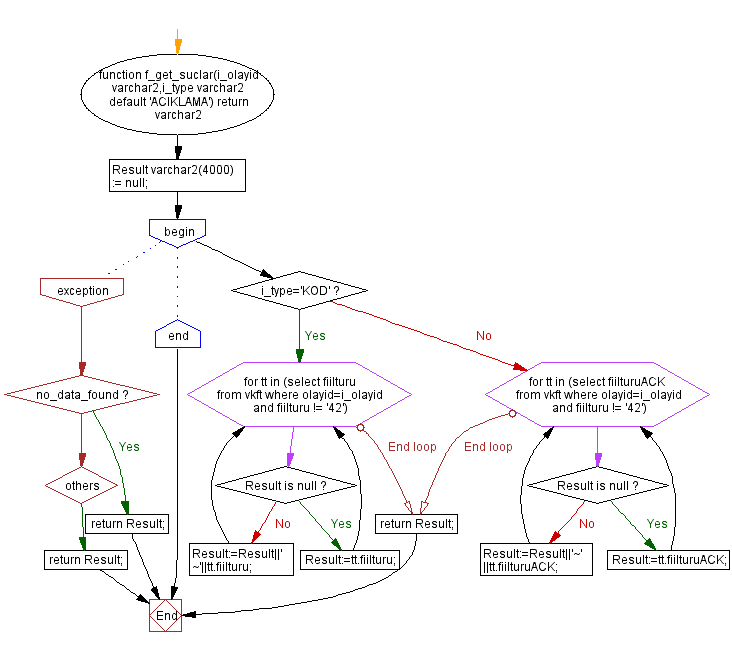 function f_get_suclar(i_olayid
varchar2,i_type varchar2
default 'ACIKLAMA') return
varchar2
Result varchar2(4000)
:= null;
begin
exception
end
i_type='KOD' ?
Yes
No
for tt in (select fiilturu
from vkft where olayid=i_olayid
and fiilturu != '42')
for tt in (select fiilturuACK
from vkft where olayid=i_olayid
and fiilturu != '42')
no_data_found ?
Yes
End loop
End loop
others
Result is null ?
Result is null ?
return Result;
No
Yes
return Result;
No
Yes
return Result;
Result:=Result||'
~'||tt.fiilturu;
Result:=tt.fiilturu;
Result:=Result||'~'
||tt.fiilturuACK;
Result:=tt.fiilturuACK;
End